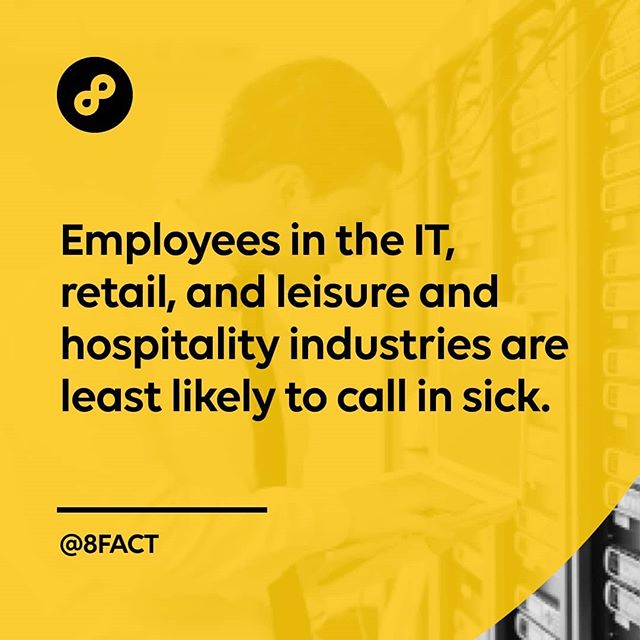 Employees in the IT,
retail, and leisure and
hospitality industries are
least likely to call in sick.
@8FACT